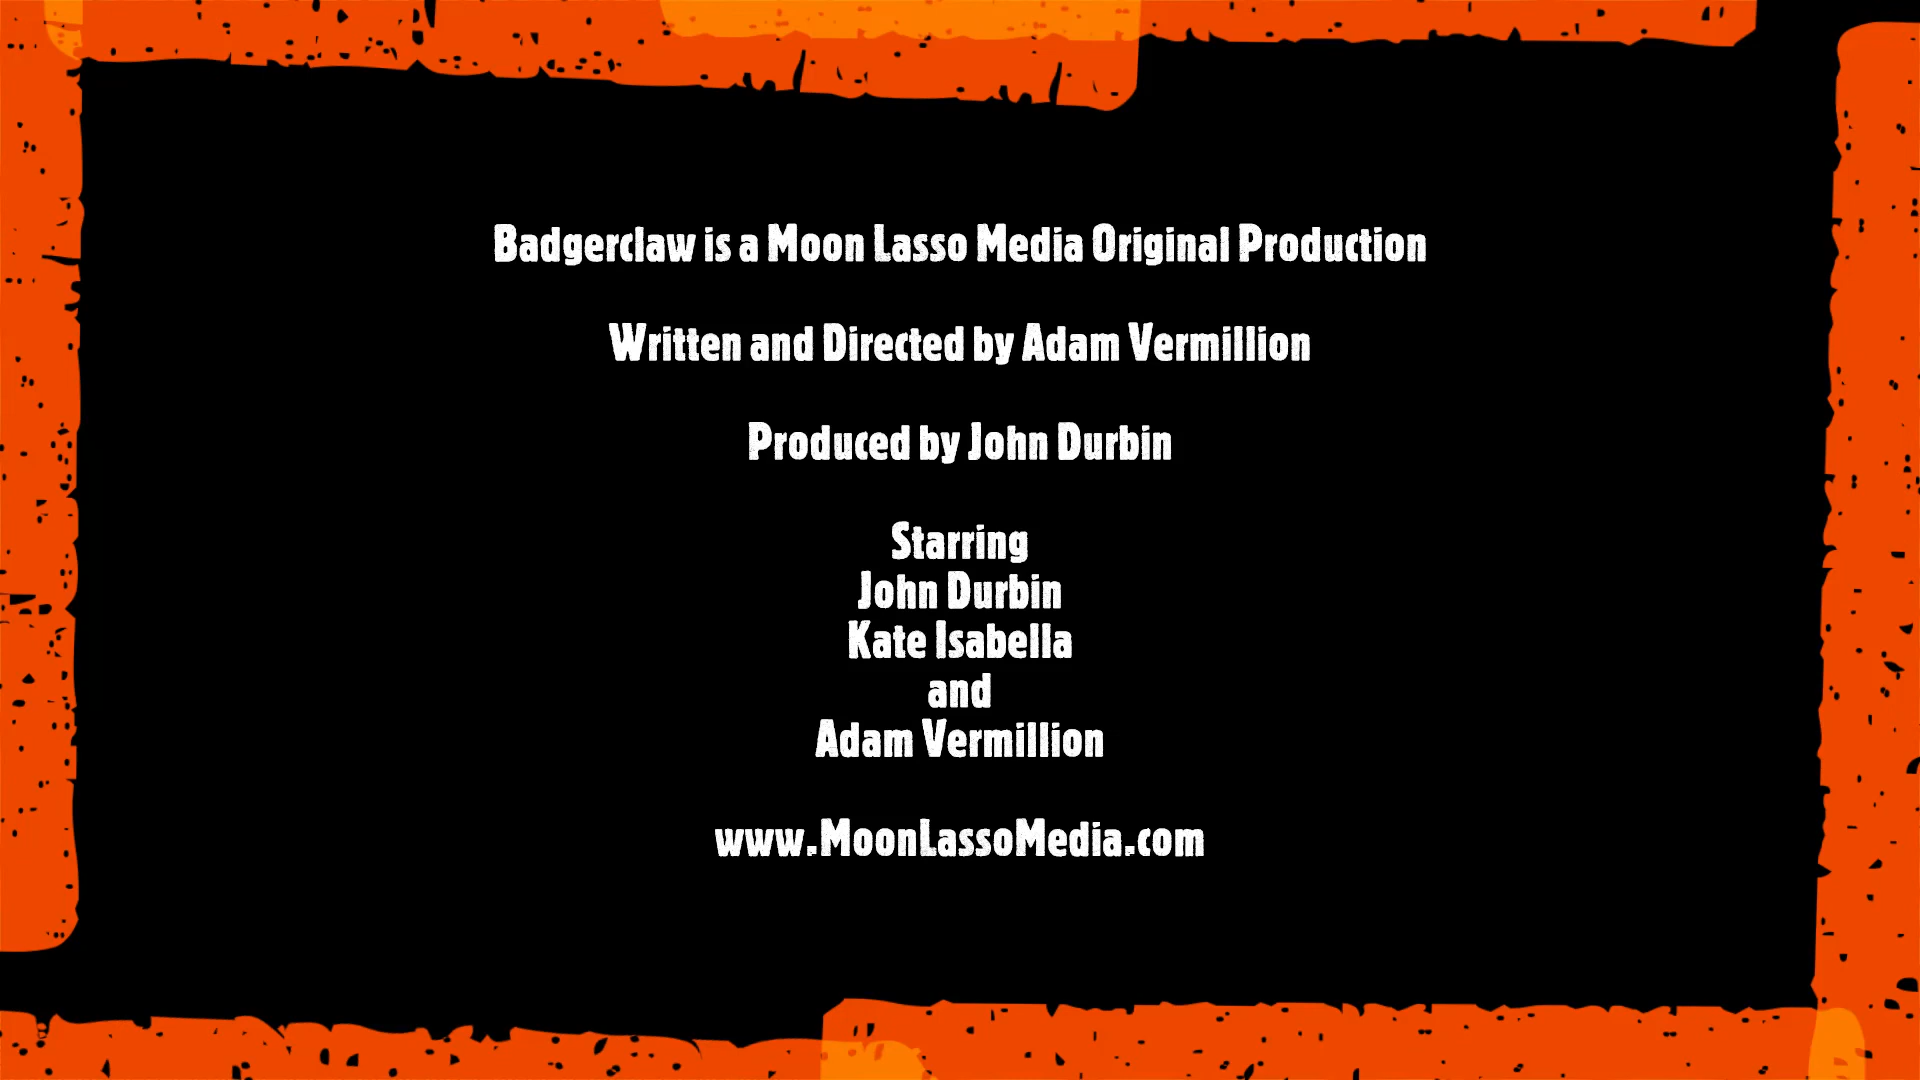 Badgerclaw is a Moon Lasso Media Original Production
Written and Directed by Adam Vermillion
Produced by John Durbin
Starring
John Durbin
Kate Isabella
and
Adam Vermillion
www.MoonLassoMedia.com